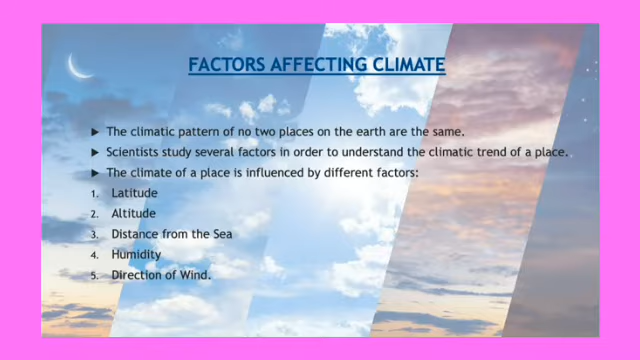 FACTORS AFFECTING CLIMATE
▶ The climatic pattern of no two places on the earth are the same.
▶ Scientists study several factors in order to understand the climatic trend of a place.
▶ The climate of a place is influenced by different factors:
1. Latitude
2. Altitude
3. Distance from the Sea
4. Humidity
5. Direction of Wind.